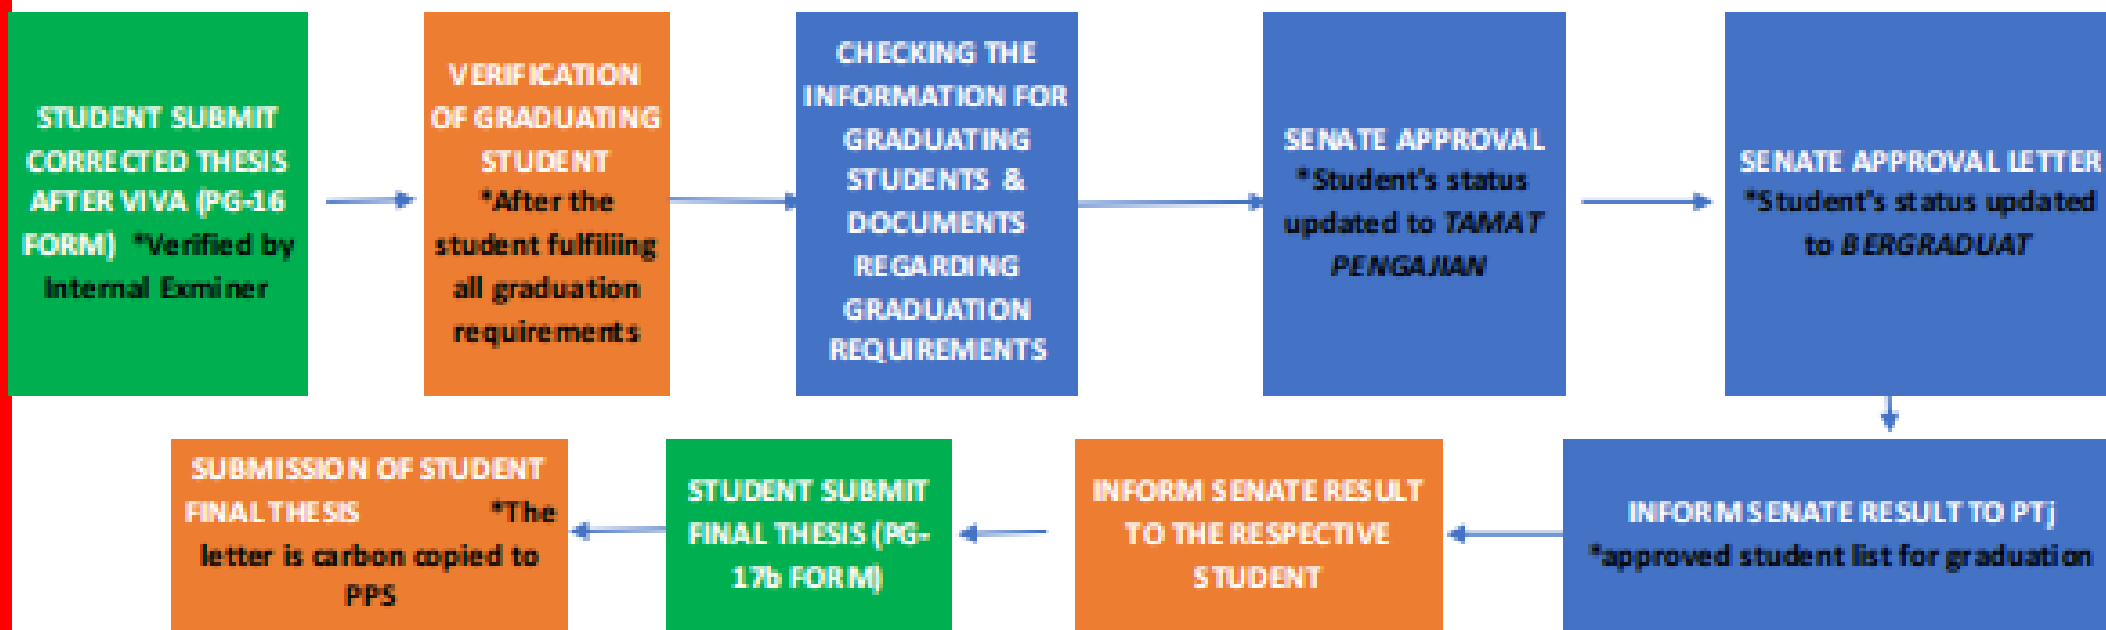 STUDENT SUBMIT
CORRECTED THESIS
AFTER VIVA (PG-16
FORM) *Verified by
Internal Exminer
VERIFICATION
OF GRADUATING
STUDENT
*After the
student fulfiliing
all graduation
requirements
CHECKING THE
INFORMATION FOR
GRADUATING
STUDENTS &
DOCUMENTS
REGARDING
GRADUATION
REQUIREMENTS
SENATE APPROVAL
*Student's status
updated to TAMAT
PENGAJIAN
SENATE APPROVAL LETTER
*Student's status updated
to BERGRADUAT
INFORM SENATE RESULT TO PTj
*approved student list for graduation
INFORM SENATE RESULT
TO THE RESPECTIVE
STUDENT
STUDENT SUBMIT
FINAL THESIS (PG-
17b FORM)
SUBMISSION OF STUDENT
FINAL THESIS *The
letter is carbon copied to
PPS